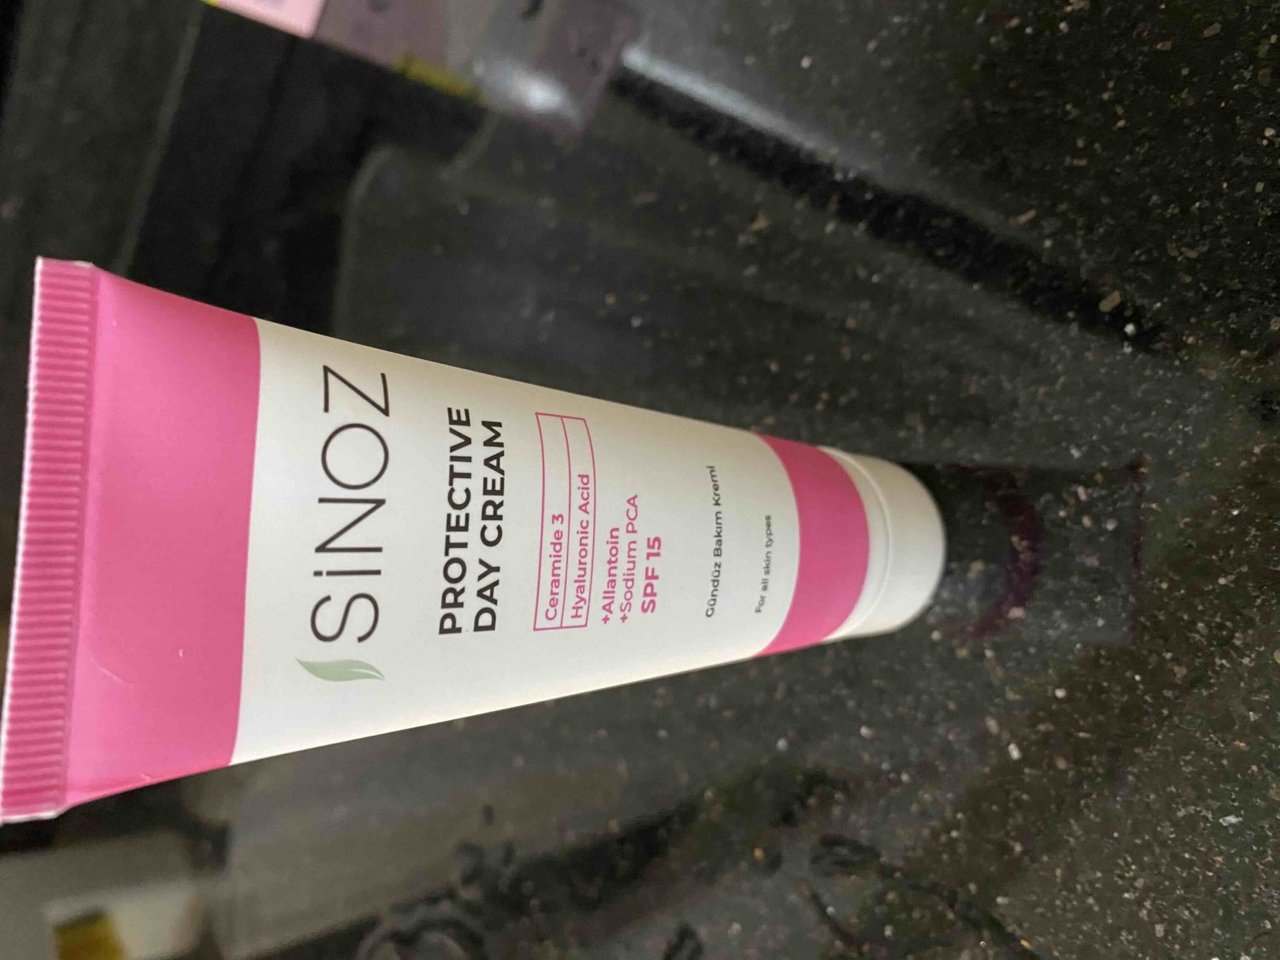 SiNOZ
PROTECTIVE
DAY CREAM
Ceramide 3
Hyaluronic Acid
+Allantoin
+Sodium PCA
SPF 15
Gündüz Bakım Kremi
For all skin types